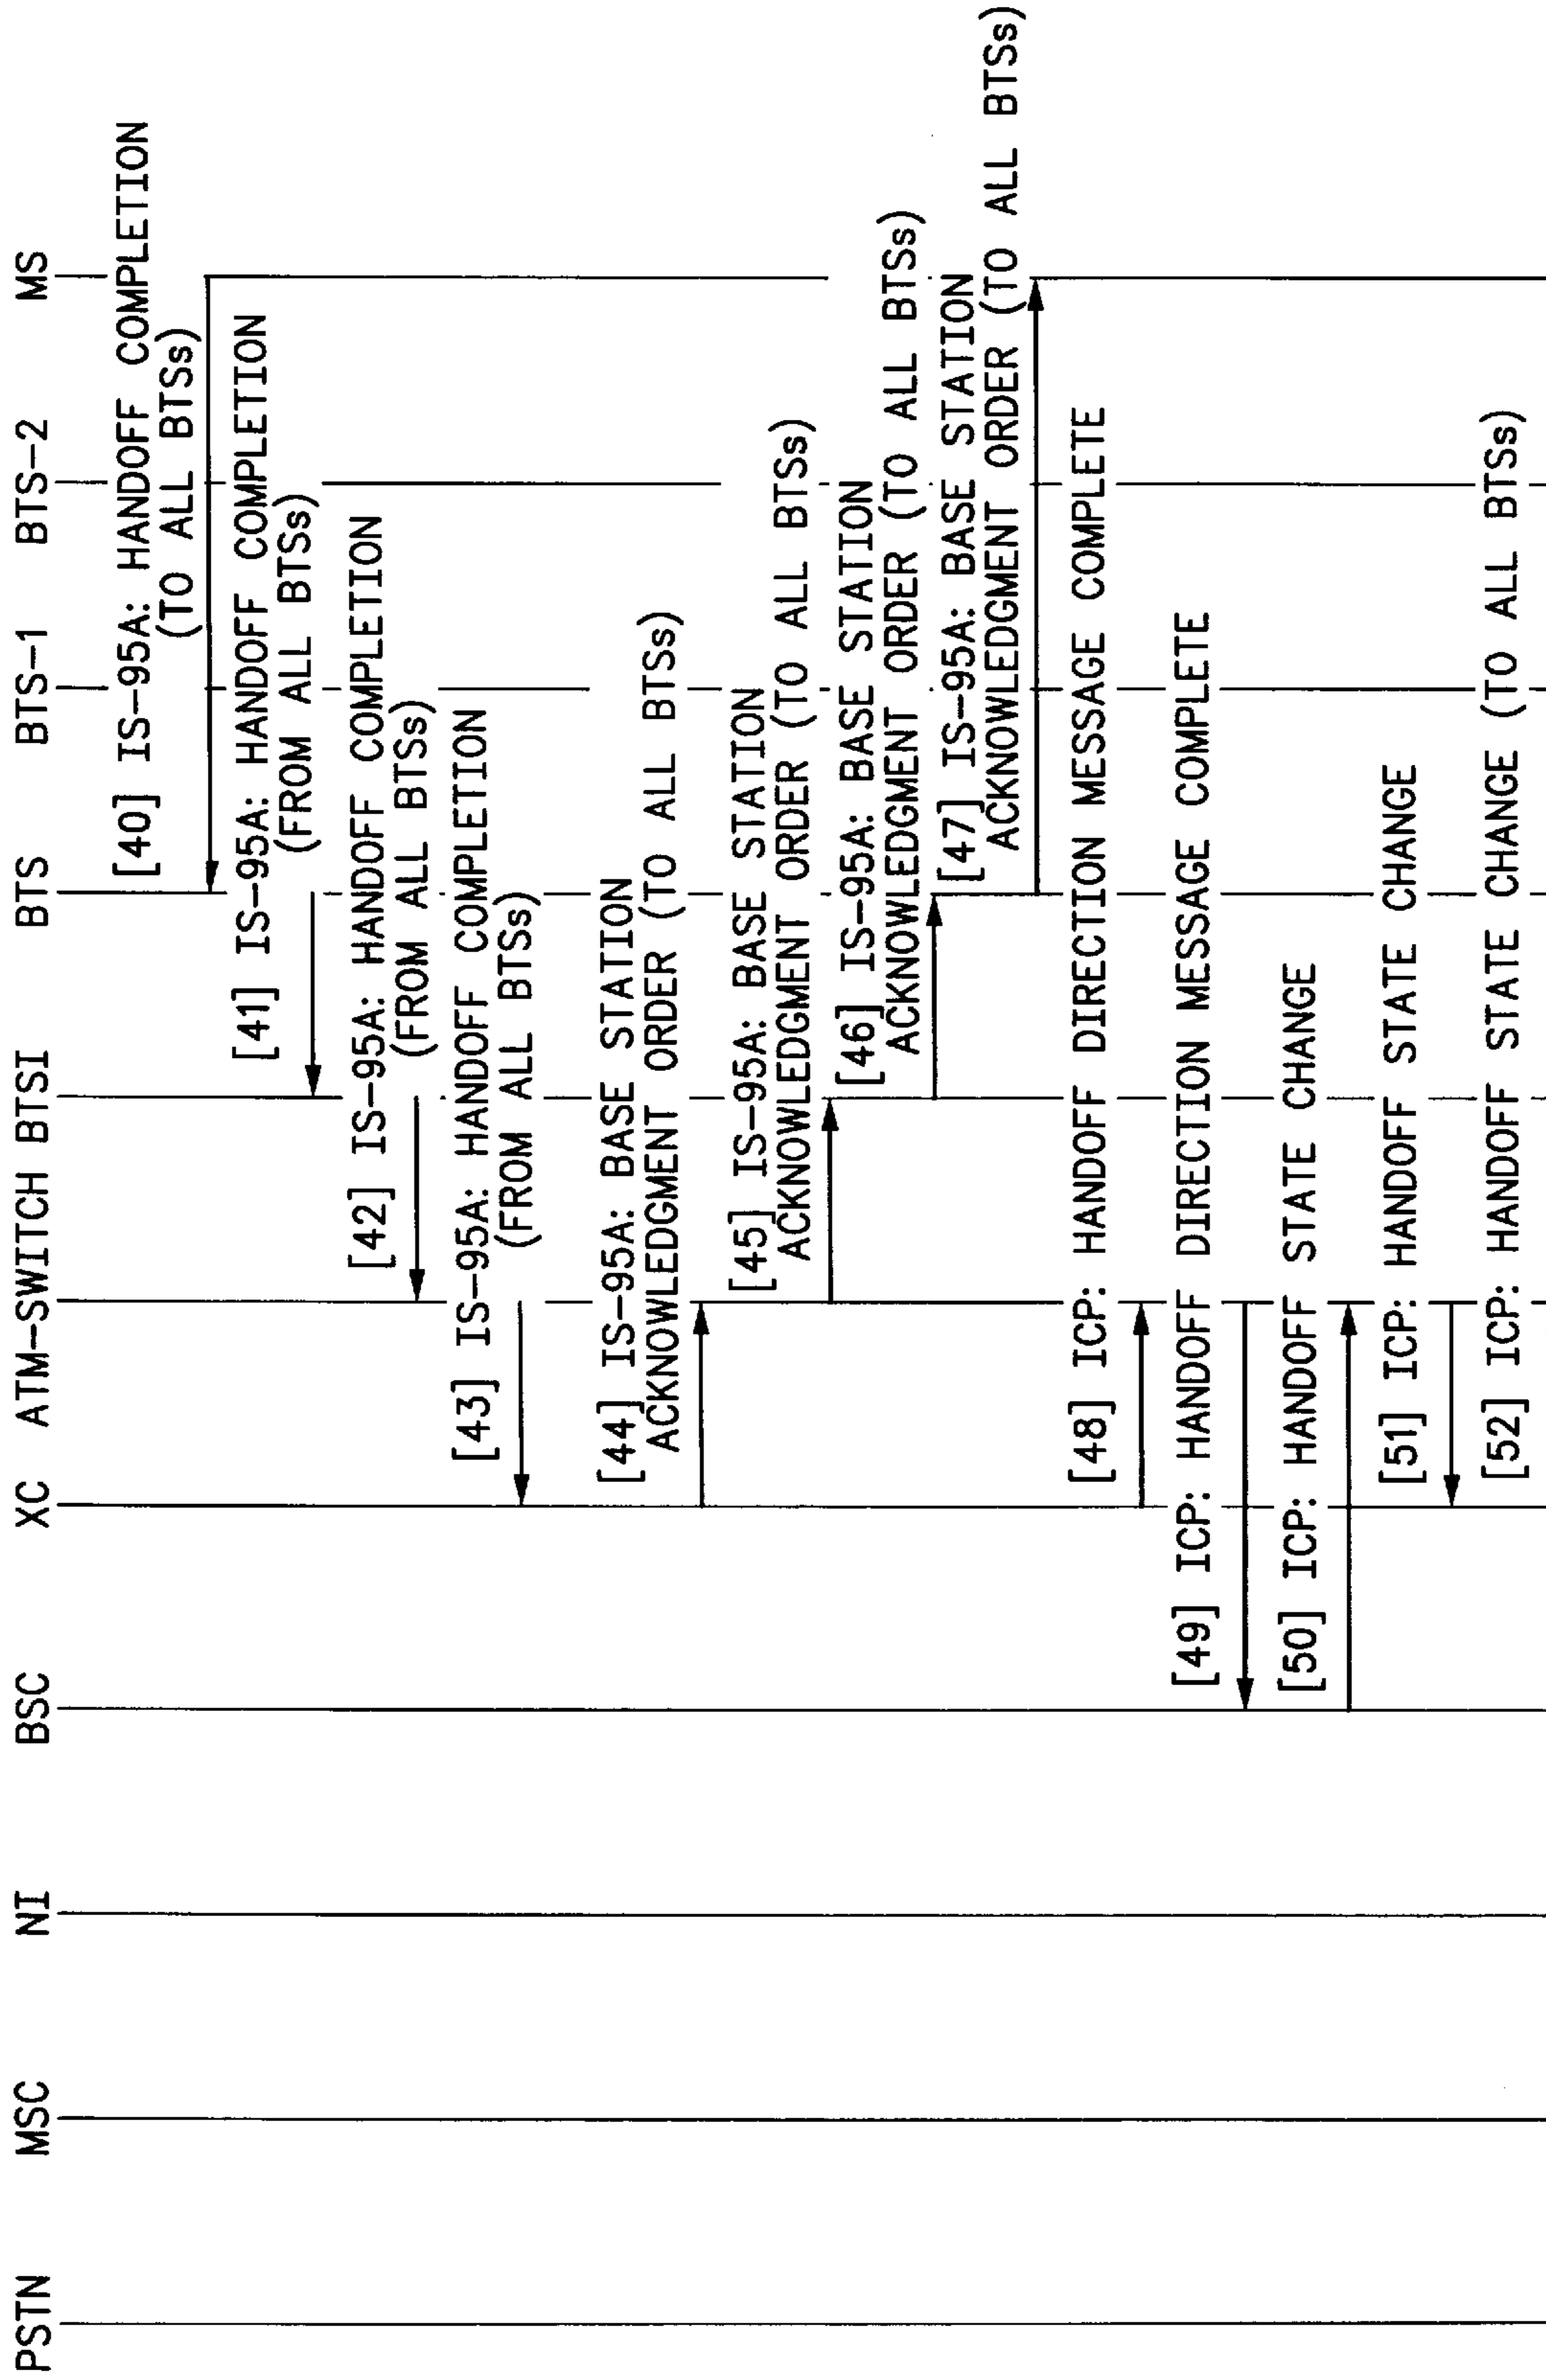 PSTN MSC NI BSC XC ATM-SWITCH BTSI BTS BTS-1 BTS-2 MS
[40] IS-95A: HANDOFF COMPLETION
(TO ALL BTSs)
[41] IS-95A: HANDOFF COMPLETION
(FROM ALL BTSs)
[42] IS-95A: HANDOFF COMPLETION
(FROM ALL BTSs)
[43] IS-95A: HANDOFF COMPLETION
(FROM ALL BTSs)
[44] IS-95A: BASE STATION
ACKNOWLEDGMENT ORDER (TO ALL BTSs)
[45] IS-95A: BASE STATION
ACKNOWLEDGMENT ORDER (TO ALL BTSs)
[46] IS-95A: BASE STATION
ACKNOWLEDGMENT ORDER (TO ALL BTSs)
[47] IS-95A: BASE STATION
ACKNOWLEDGMENT ORDER (TO ALL BTSs)
[48] ICP: HANDOFF DIRECTION MESSAGE COMPLETE
[49] ICP: HANDOFF DIRECTION MESSAGE COMPLETE
[50] ICP: HANDOFF STATE CHANGE
[51] ICP: HANDOFF STATE CHANGE
[52] ICP: HANDOFF STATE CHANGE (TO ALL BTSs)